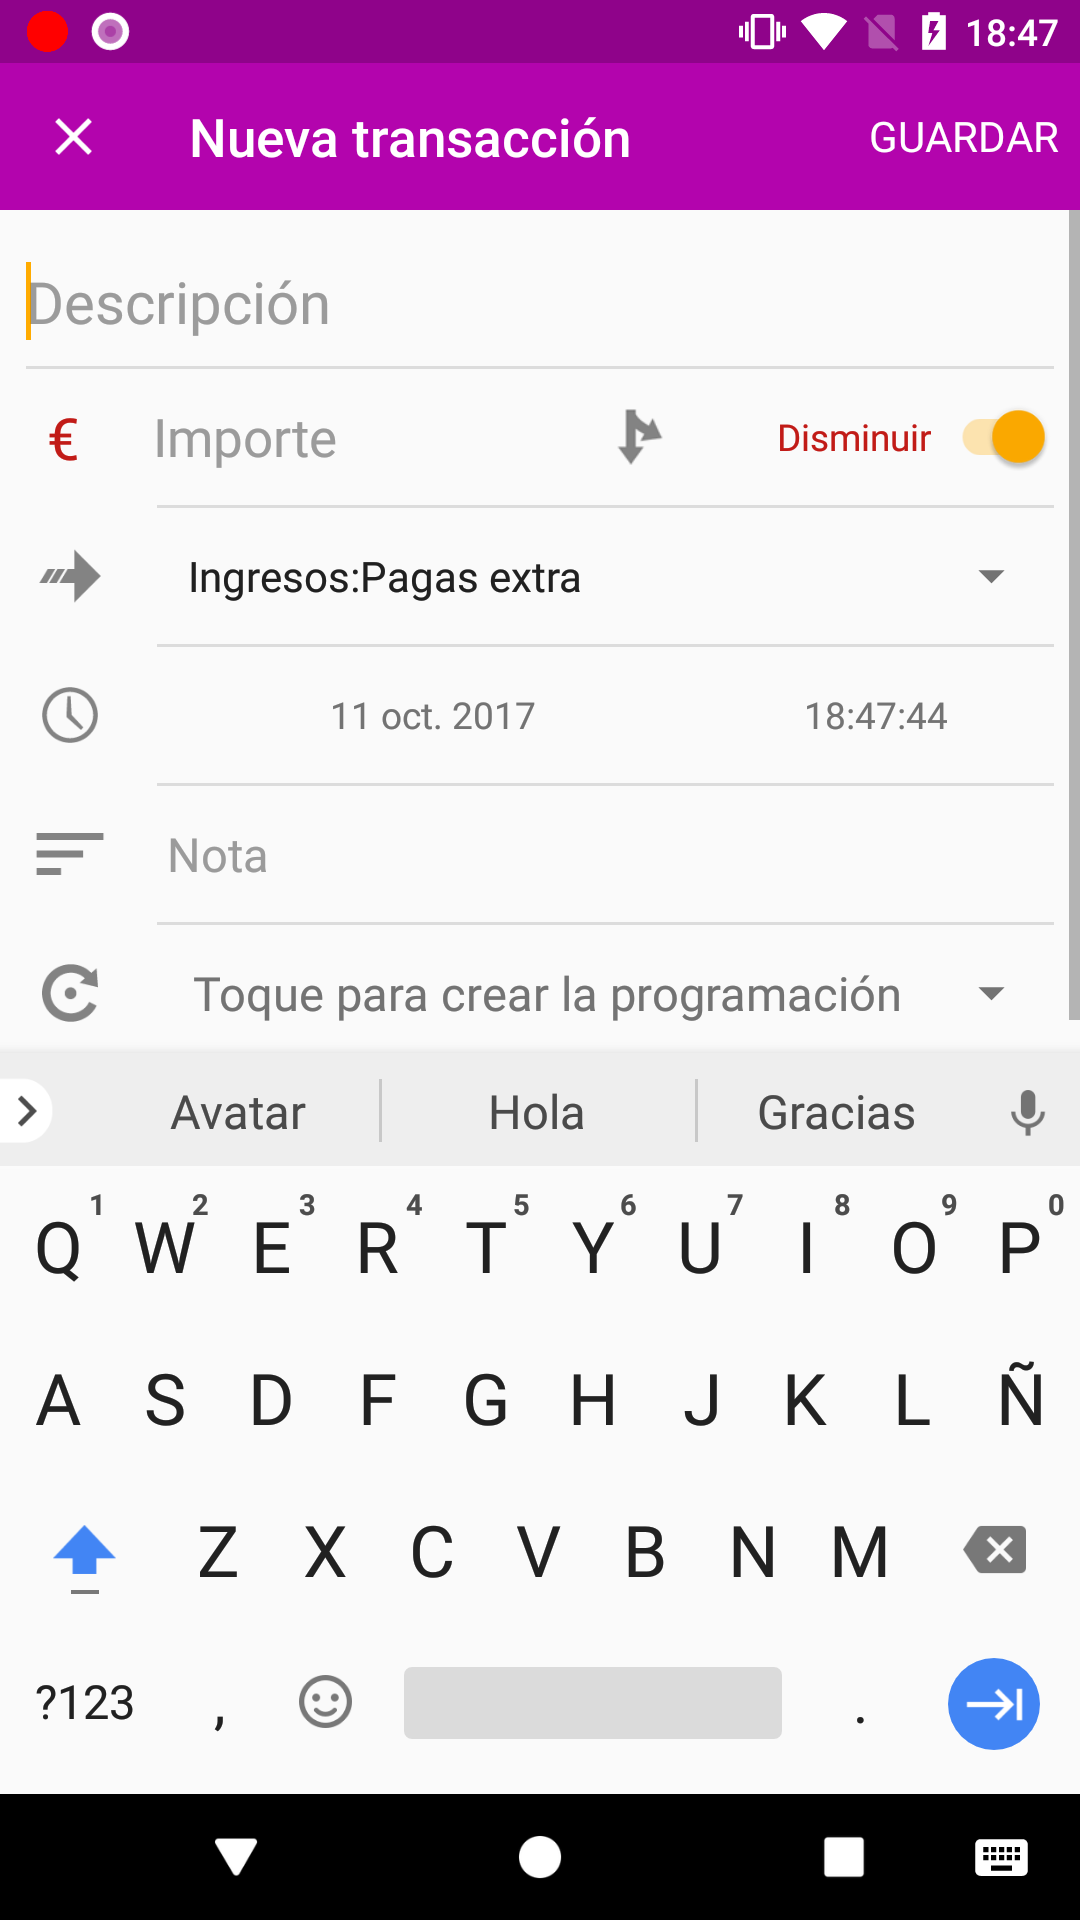 18:47
Nueva transacción GUARDAR
Descripción
€ Importe Disminuir
Ingresos:Pagas extra
11 oct. 2017 18:47:44
Nota
Toque para crear la programación
Avatar Hola Gracias
1 2 3 4 5 6 7 8 9 0
Q W E R T Y U I O P
A S D F G H J K L Ñ
Z X C V B N M
?123 , .